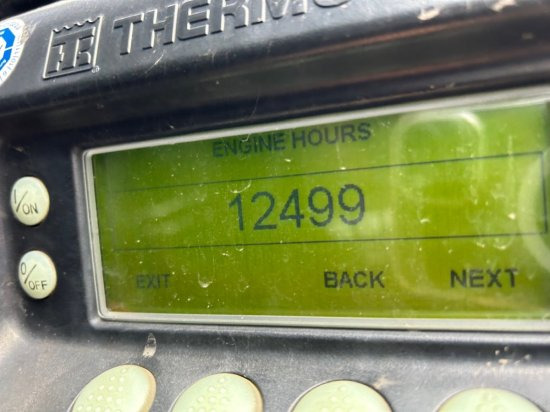 THERMO
ENGINE HOURS
12499
I/ON
EXIT BACK NEXT
O/OFF